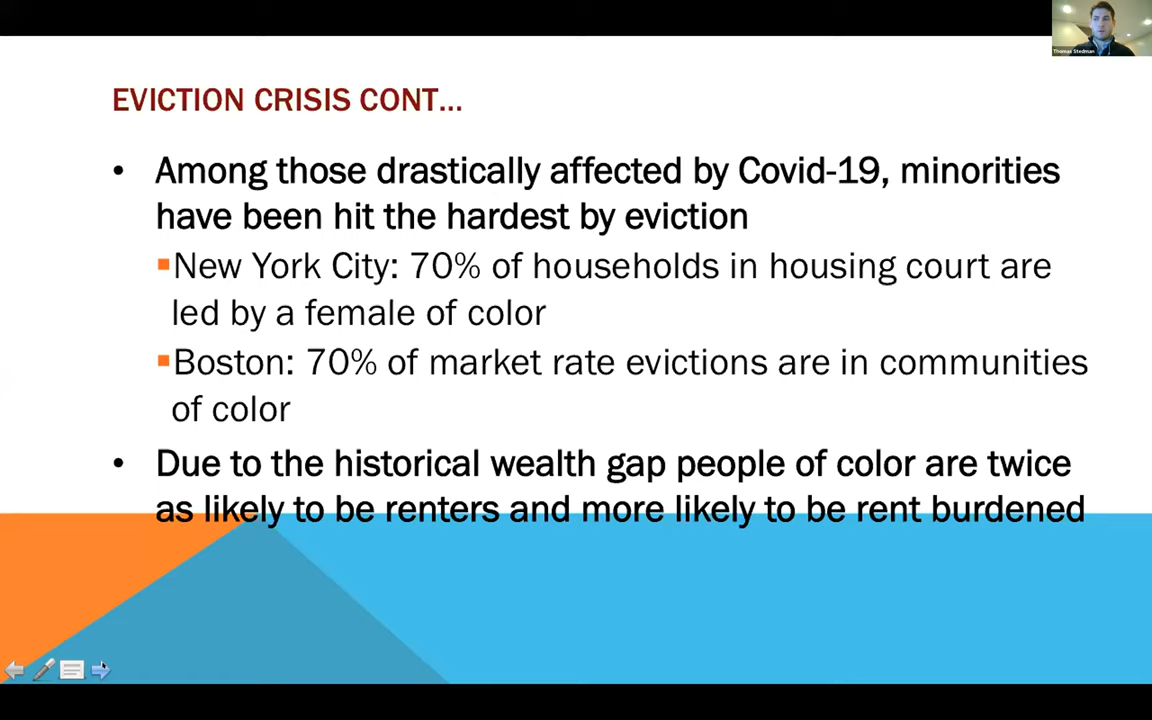 Thomas Stedman
EVICTION CRISIS CONT...
• Among those drastically affected by Covid-19, minorities
have been hit the hardest by eviction
▪New York City: 70% of households in housing court are
led by a female of color
▪Boston: 70% of market rate evictions are in communities
of color
• Due to the historical wealth gap people of color are twice
as likely to be renters and more likely to be rent burdened